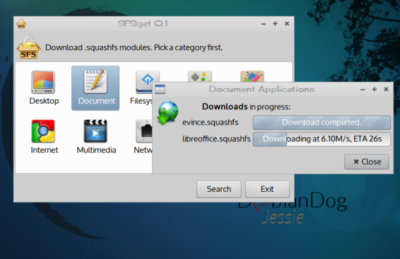 SFSget 0.1
Download .squashfs modules. Pick a category first.
SFS
Desktop
Document
Filesys
Internet
Multimedia
Netw
Search
Exit
Document Applications
Downloads in progress:
evince.squashfs
Download completed.
libreoffice.squashfs
Downloading at 6.10M/s, ETA 26s
Close
DebianDog
Jessie